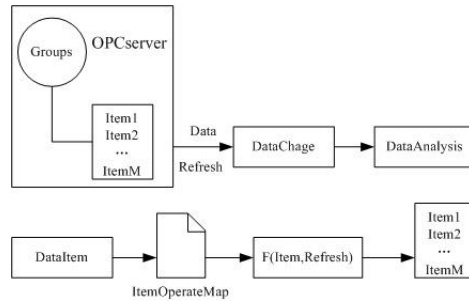 OPCserver
Groups
Item1
Item2
...
ItemM
Data
Refresh
DataChage
DataAnalysis
DataItem
ItemOperateMap
F(Item,Refresh)
Item1
Item2
...
ItemM